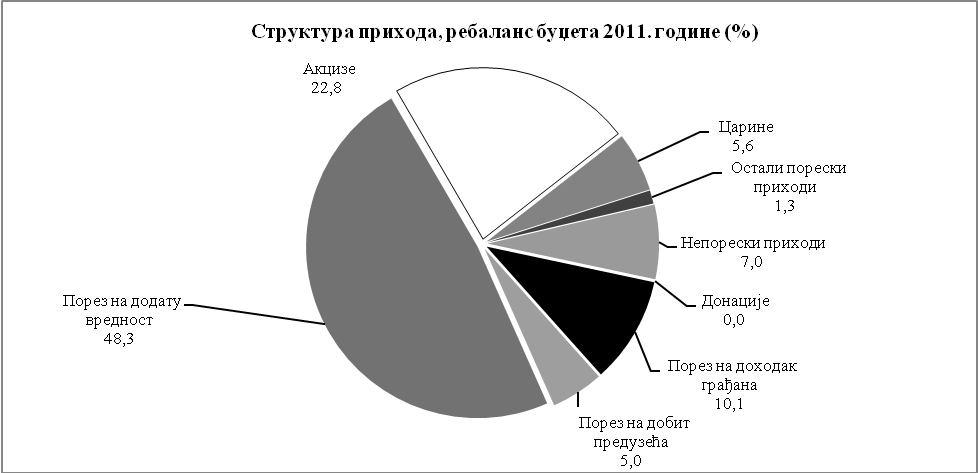 Структура прихода, ребаланс буџета 2011. године (%)
Акцизе
22,8
Царине
5,6
Остали порески
приходи
1,3
Непорески приходи
7,0
Донације
0,0
Порез на доходак
грађана
10,1
Порез на добит
предузећа
5,0
Порез на додату
вредност
48,3